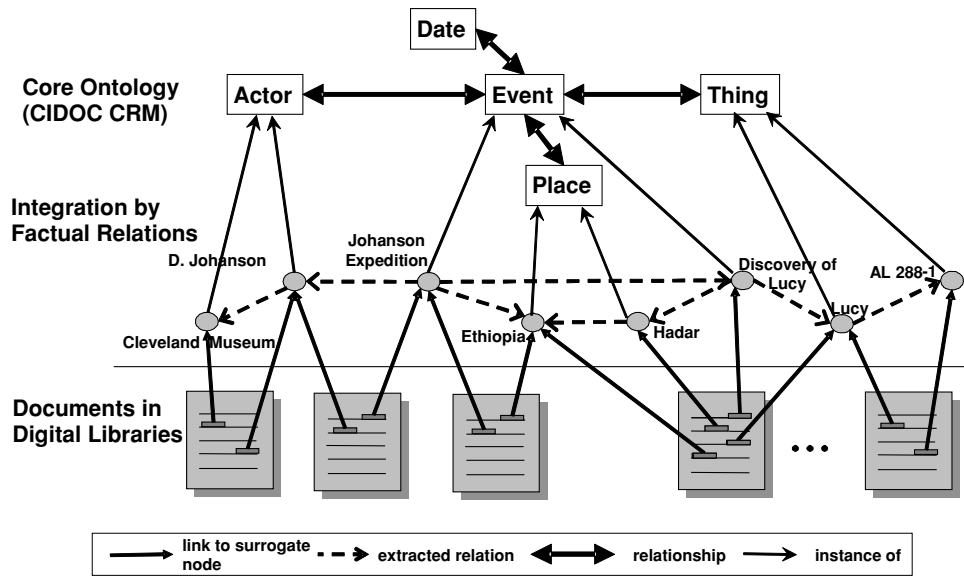 Date
Core Ontology
(CIDOC CRM)
Actor
Event
Thing
Place
Integration by
Factual Relations
D. Johanson
Johanson
Expedition
Discovery of
Lucy
AL 288-1
Cleveland Museum
Ethiopia
Hadar
Lucy
Documents in
Digital Libraries
...
link to surrogate
node
extracted relation
relationship
instance of